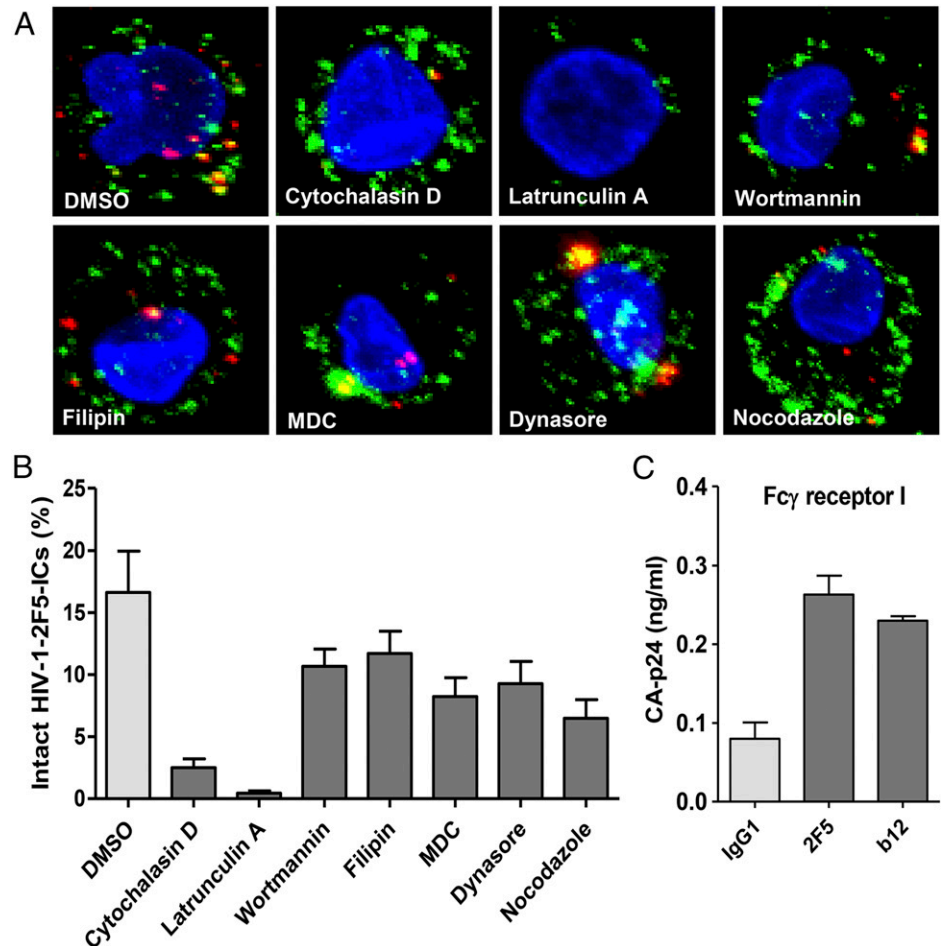 A
DMSO
Cytochalasin D
Latrunculin A
Wortmannin
Filipin
MDC
Dynasore
Nocodazole
B
Intact HIV-1-2F5-ICs (%)
25
20
15
10
5
0
DMSO
Cytochalasin D
Latrunculin A
Wortmannin
Filipin
MDC
Dynasore
Nocodazole
C
Fcγ receptor I
CA-p24 (ng/ml)
0.4
0.3
0.2
0.1
0.0
IgG1
2F5
b12